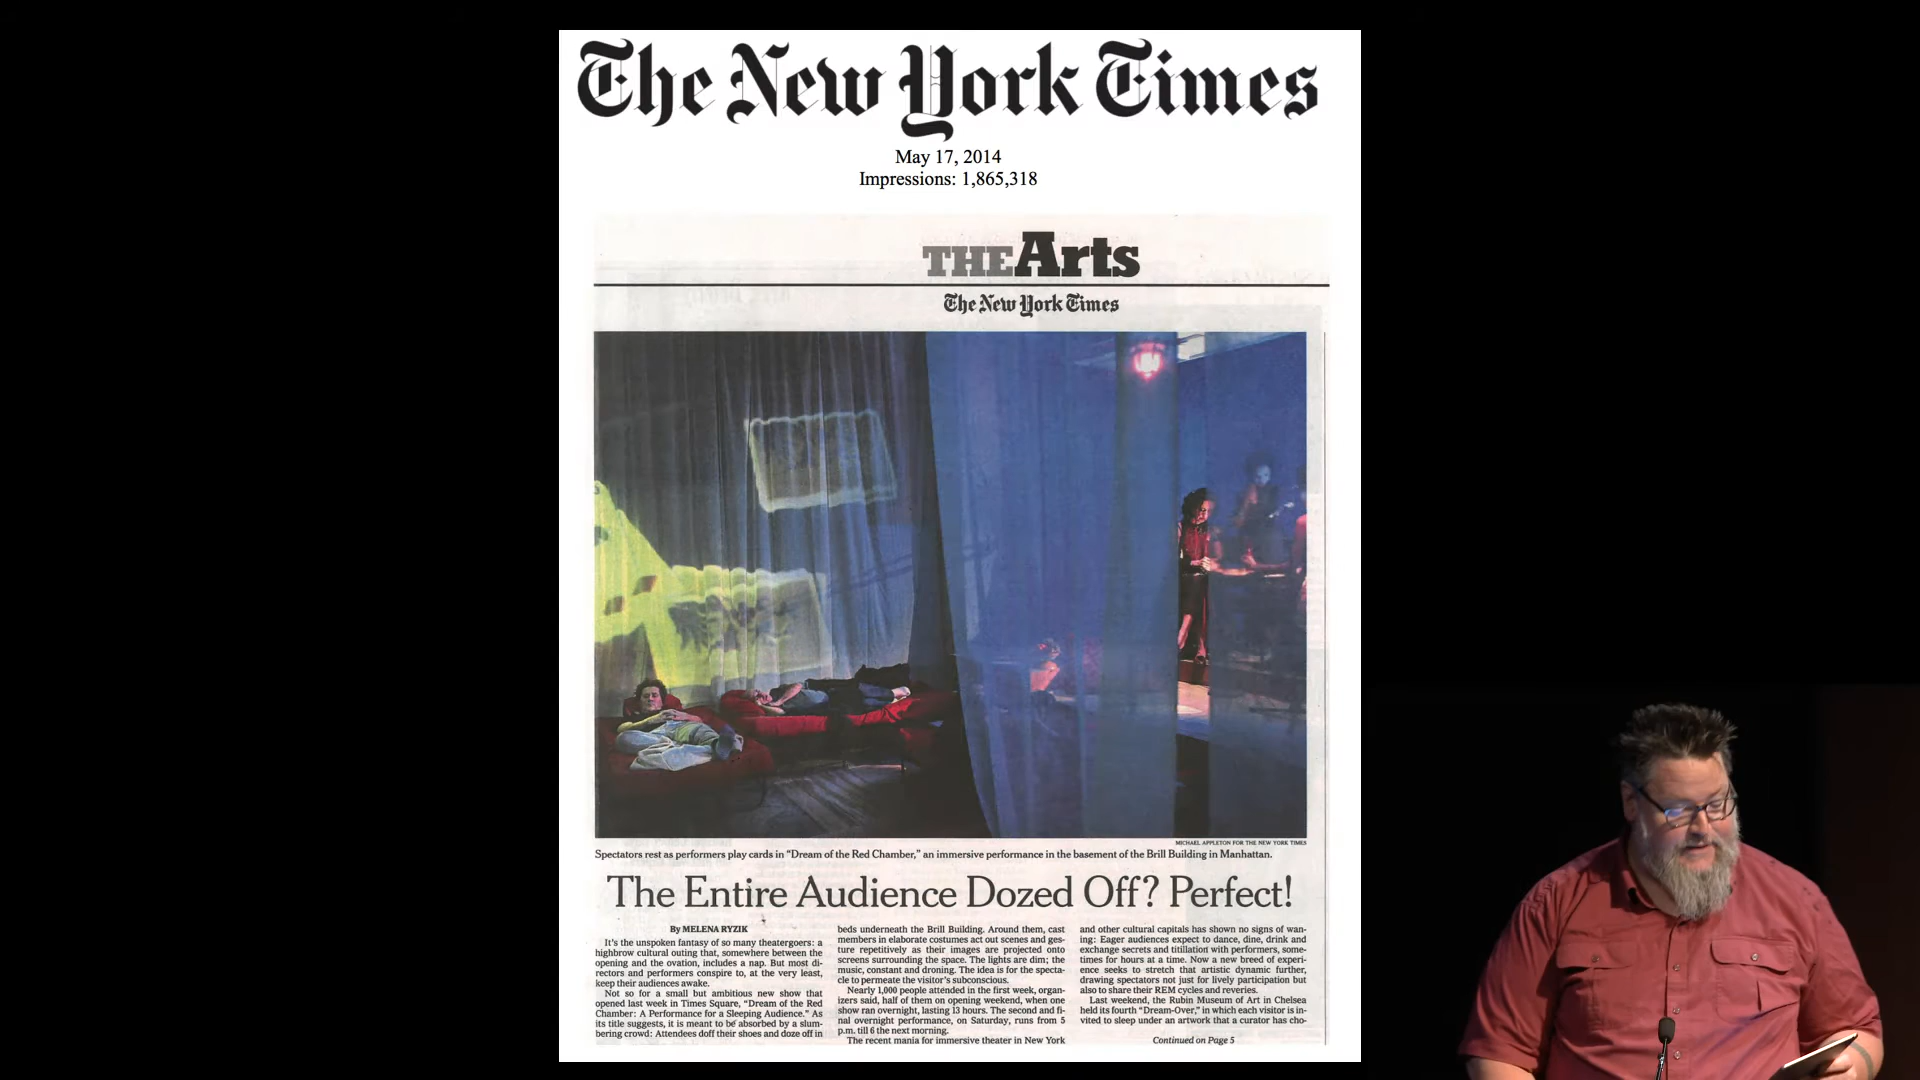 The New York Times
May 17, 2014
Impressions: 1,865,318
THE Arts
The New York Times
MICHAEL APPLETON FOR THE NEW YORK TIMES
Spectators rest as performers play cards in “Dream of the Red Chamber,” an immersive performance in the basement of the Brill Building in Manhattan.
The Entire Audience Dozed Off? Perfect!
By MELENA RYZIK
It’s the unspoken fantasy of so many theatergoers: a
highbrow cultural outing that, somewhere between the
opening and the ovation, includes a nap. But most di-
rectors and performers conspire to, at the very least,
keep their audiences awake.
Not so for a small but ambitious new show that
opened last week in Times Square, “Dream of the Red
Chamber: A Performance for a Sleeping Audience.” As
its title suggests, it is meant to be absorbed by a slum-
bering crowd: Attendees doff their shoes and doze off in
beds underneath the Brill Building. Around them, cast
members in elaborate costumes act out scenes and ges-
ture repetitively as their images are projected onto
screens surrounding the space. The lights are dim; the
music, constant and droning. The idea is for the specta-
cle to permeate the visitor’s subconscious.
Nearly 1,000 people attended in the first week, organ-
izers said, half of them on opening weekend, when one
show ran overnight, lasting 13 hours. The second and fi-
nal overnight performance, on Saturday, runs from 5
p.m. till 6 the next morning.
The recent mania for immersive theater in New York
and other cultural capitals has shown no signs of wan-
ing: Eager audiences expect to dance, dine, drink and
exchange secrets and titillation with performers, some-
times for hours at a time. Now a new breed of experi-
ence seeks to stretch that artistic dynamic further,
drawing spectators not just for lively participation but
also to share their REM cycles and reveries.
Last weekend, the Rubin Museum of Art in Chelsea
held its fourth “Dream-Over,” in which each visitor is in-
vited to sleep under an artwork that a curator has cho-
Continued on Page 5